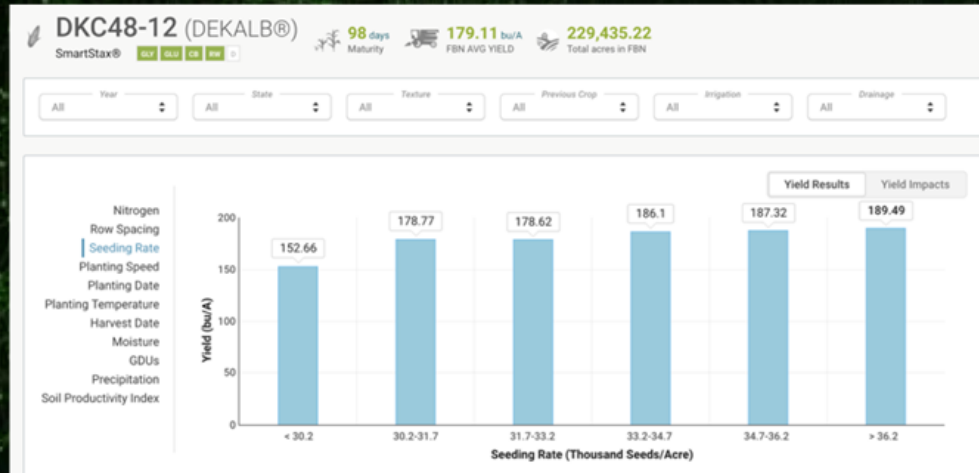 DKC48-12 (DEKALB®)
SmartStax® GLY GLU CB RW D
98 days
Maturity
179.11 bu/A
FBN AVG YIELD
229,435.22
Total acres in FBN
Year State Texture Previous Crop Irrigation Drainage
All All All All All All
Yield Results Yield Impacts
Nitrogen
Row Spacing
Seeding Rate
Planting Speed
Planting Date
Planting Temperature
Harvest Date
Moisture
GDUs
Precipitation
Soil Productivity Index
Yield (bu/A)
200
150
100
50
0
152.66 178.77 178.62 186.1 187.32 189.49
< 30.2 30.2-31.7 31.7-33.2 33.2-34.7 34.7-36.2 > 36.2
Seeding Rate (Thousand Seeds/Acre)